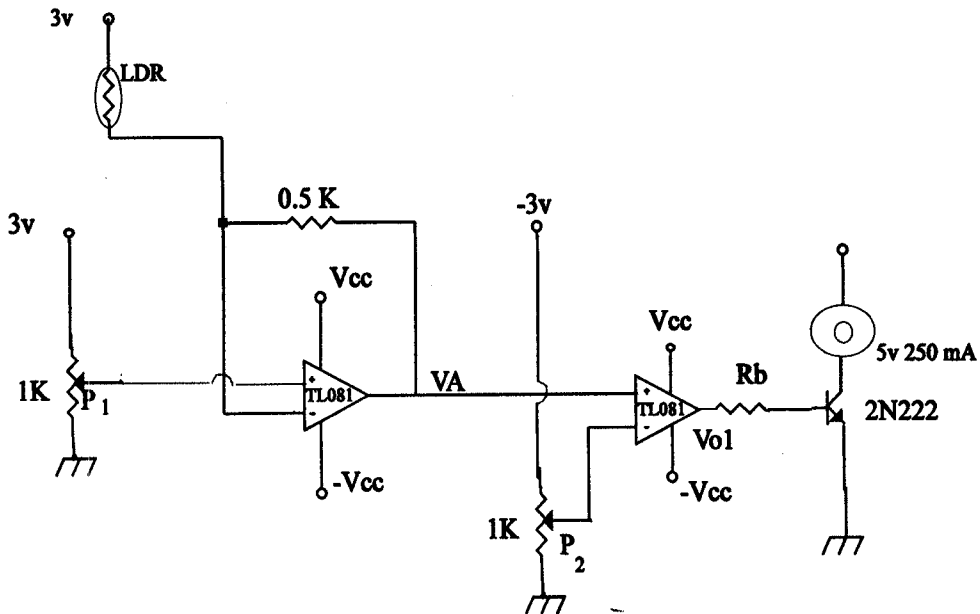 3v
LDR
0.5 K
-3v
3v
Vcc
Vcc
5v 250 mA
1K
P1
TL081
VA
TL081
Rb
2N222
Vo1
-Vcc
-Vcc
1K
P2